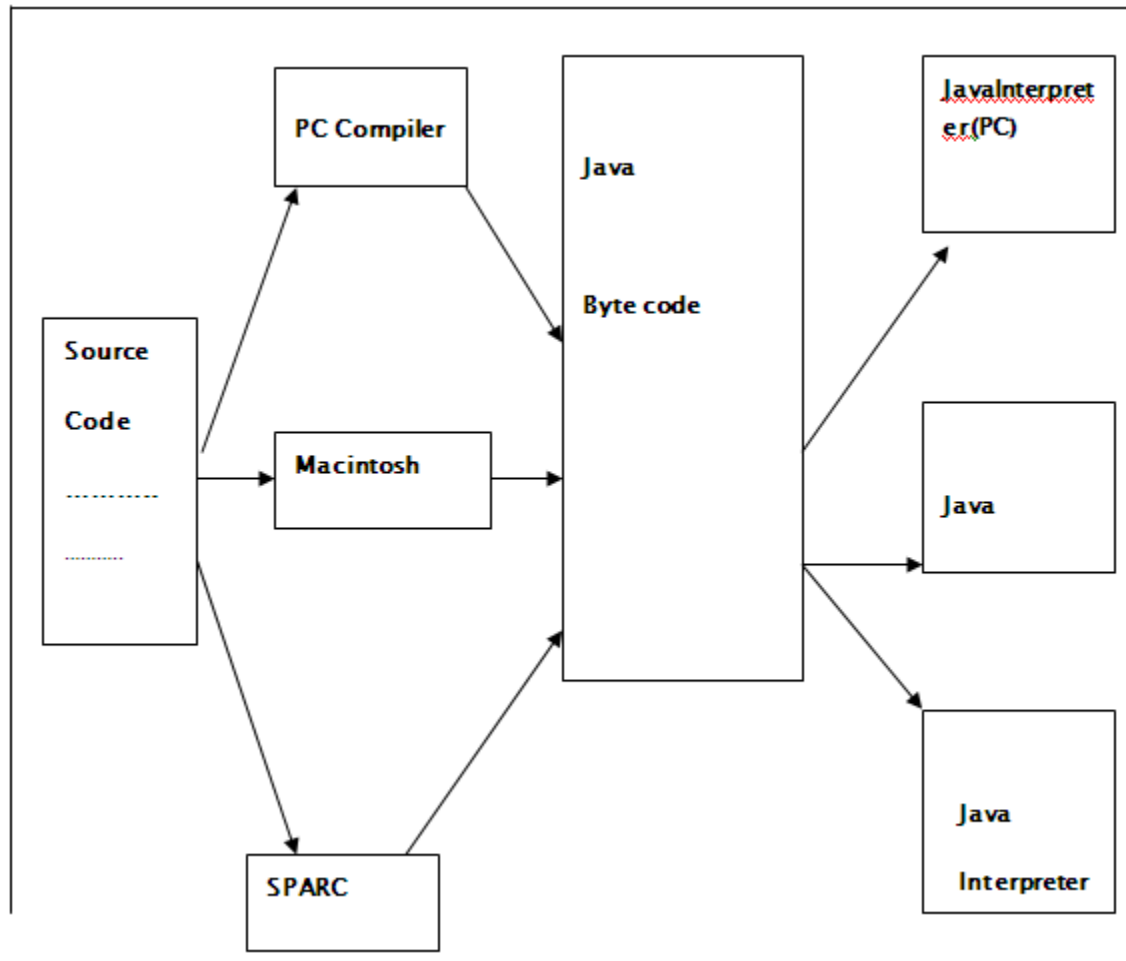 PC Compiler
Java
Byte code
JavaInterpret
er(PC)
Source
Code
...........
..........
Macintosh
Java
SPARC
Java
Interpreter